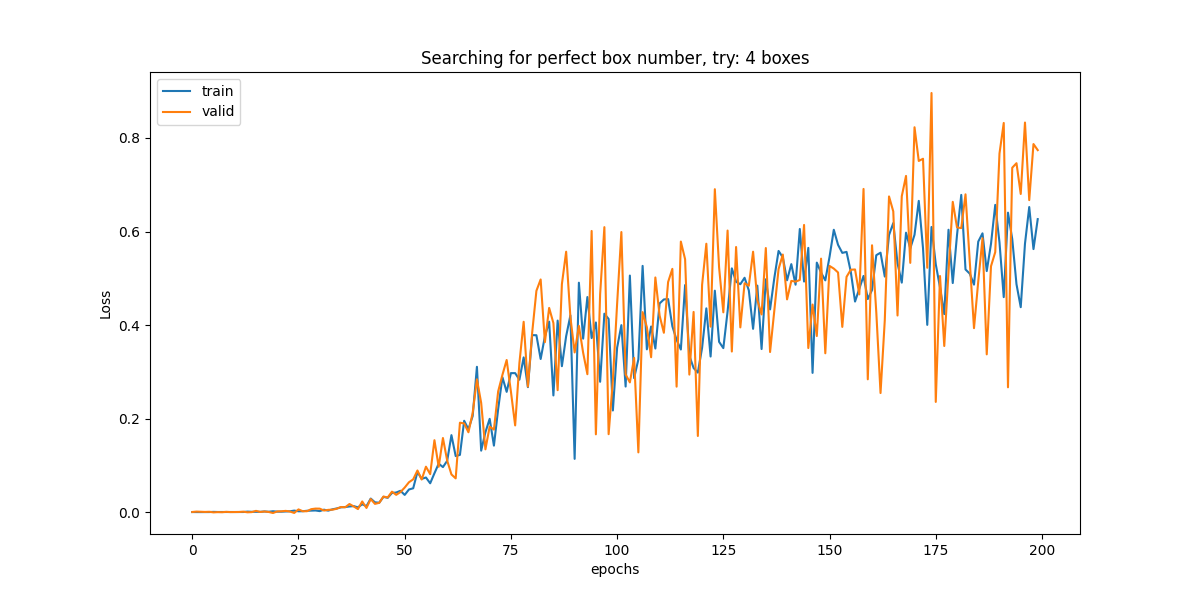 Searching for perfect box number, try: 4 boxes
train
valid
Loss
0.8
0.6
0.4
0.2
0.0
0 25 50 75 100 125 150 175 200
epochs